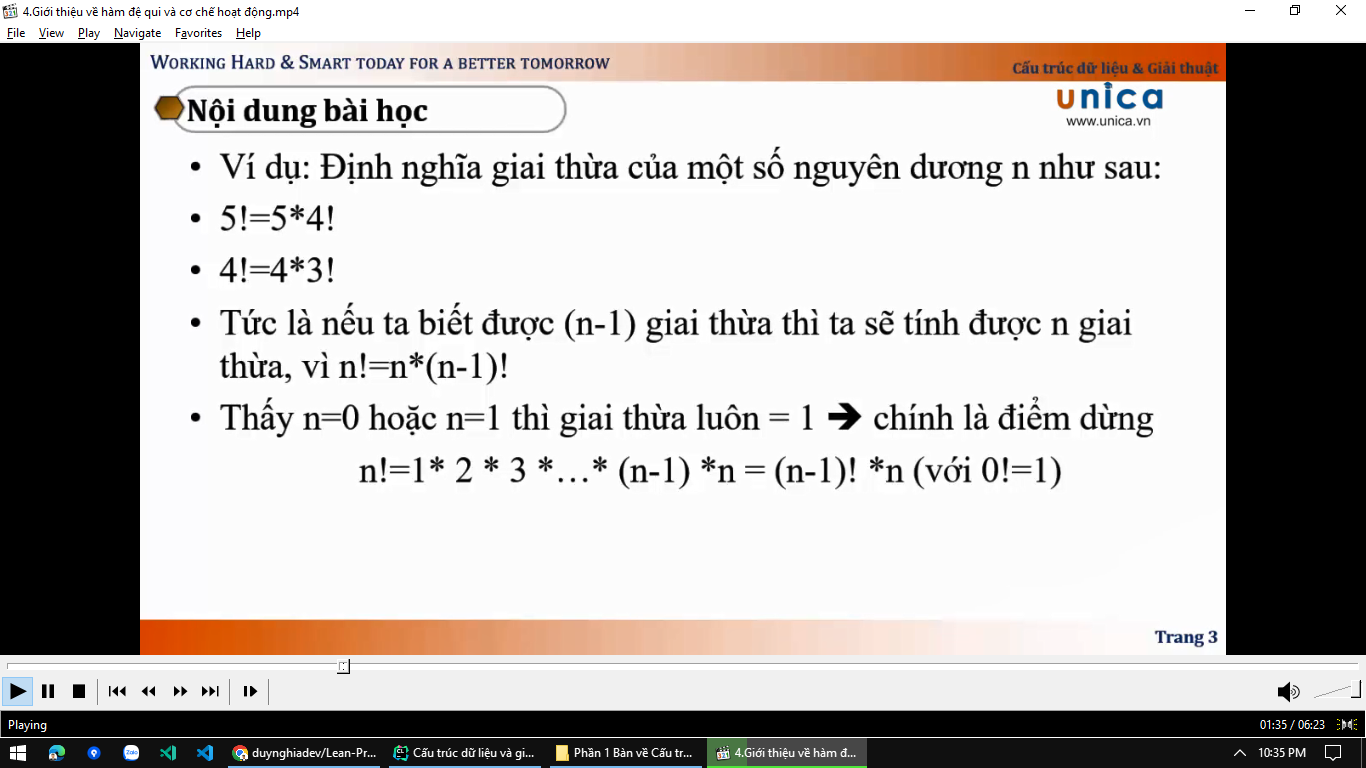 4.Giới thiệu về hàm đệ qui và cơ chế hoạt động.mp4
File View Play Navigate Favorites Help
WORKING HARD & SMART TODAY FOR A BETTER TOMORROW
Cấu trúc dữ liệu & Giải thuật
Nội dung bài học
unica
www.unica.vn
• Ví dụ: Định nghĩa giai thừa của một số nguyên dương n như sau:
• 5!=5*4!
• 4!=4*3!
• Tức là nếu ta biết được (n-1) giai thừa thì ta sẽ tính được n giai
thừa, vì n!=n*(n-1)!
• Thấy n=0 hoặc n=1 thì giai thừa luôn = 1 ➔ chính là điểm dừng
n!=1* 2 * 3 *…* (n-1) *n = (n-1)! *n (với 0!=1)
Trang 3
Playing
01:35 / 06:23
Zalo
duynghiadev/Lean-Pr...
Cấu trúc dữ liệu và gi...
Phần 1 Bàn về Cấu tr...
4.Giới thiệu về hàm đ...
10:35 PM